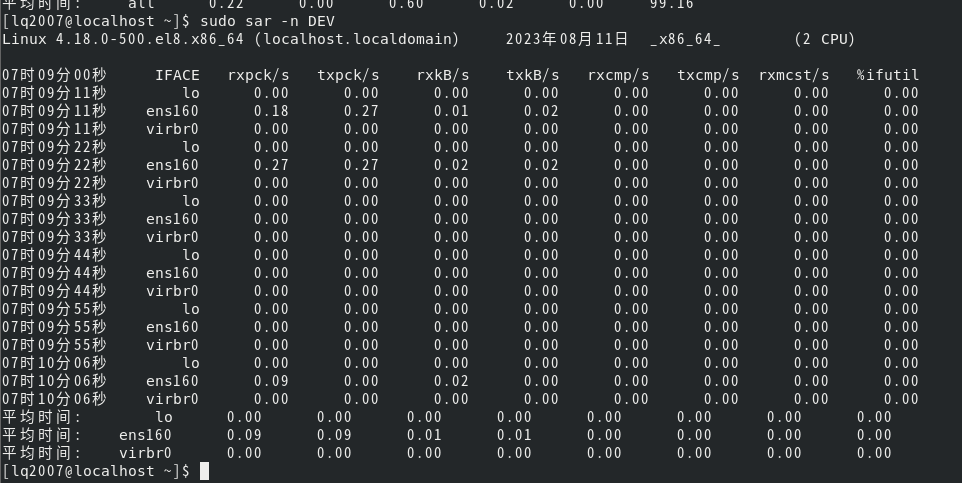 平均时间:     all      0.22      0.00      0.60      0.02      0.00     99.16
[lq2007@localhost ~]$ sudo sar -n DEV
Linux 4.18.0-500.el8.x86_64 (localhost.localdomain)     2023年08月11日  _x86_64_        (2 CPU)
07时09分00秒     IFACE   rxpck/s   txpck/s    rxkB/s    txkB/s   rxcmp/s   txcmp/s  rxmcst/s   %ifutil
07时09分11秒        lo      0.00      0.00      0.00      0.00      0.00      0.00      0.00      0.00
07时09分11秒    ens160      0.18      0.27      0.01      0.02      0.00      0.00      0.00      0.00
07时09分11秒    virbr0      0.00      0.00      0.00      0.00      0.00      0.00      0.00      0.00
07时09分22秒        lo      0.00      0.00      0.00      0.00      0.00      0.00      0.00      0.00
07时09分22秒    ens160      0.27      0.27      0.02      0.02      0.00      0.00      0.00      0.00
07时09分22秒    virbr0      0.00      0.00      0.00      0.00      0.00      0.00      0.00      0.00
07时09分33秒        lo      0.00      0.00      0.00      0.00      0.00      0.00      0.00      0.00
07时09分33秒    ens160      0.00      0.00      0.00      0.00      0.00      0.00      0.00      0.00
07时09分33秒    virbr0      0.00      0.00      0.00      0.00      0.00      0.00      0.00      0.00
07时09分44秒        lo      0.00      0.00      0.00      0.00      0.00      0.00      0.00      0.00
07时09分44秒    ens160      0.00      0.00      0.00      0.00      0.00      0.00      0.00      0.00
07时09分44秒    virbr0      0.00      0.00      0.00      0.00      0.00      0.00      0.00      0.00
07时09分55秒        lo      0.00      0.00      0.00      0.00      0.00      0.00      0.00      0.00
07时09分55秒    ens160      0.00      0.00      0.00      0.00      0.00      0.00      0.00      0.00
07时09分55秒    virbr0      0.00      0.00      0.00      0.00      0.00      0.00      0.00      0.00
07时10分06秒        lo      0.00      0.00      0.00      0.00      0.00      0.00      0.00      0.00
07时10分06秒    ens160      0.09      0.00      0.02      0.00      0.00      0.00      0.00      0.00
07时10分06秒    virbr0      0.00      0.00      0.00      0.00      0.00      0.00      0.00      0.00
平均时间:        lo      0.00      0.00      0.00      0.00      0.00      0.00      0.00      0.00
平均时间:    ens160      0.09      0.09      0.01      0.01      0.00      0.00      0.00      0.00
平均时间:    virbr0      0.00      0.00      0.00      0.00      0.00      0.00      0.00      0.00
[lq2007@localhost ~]$